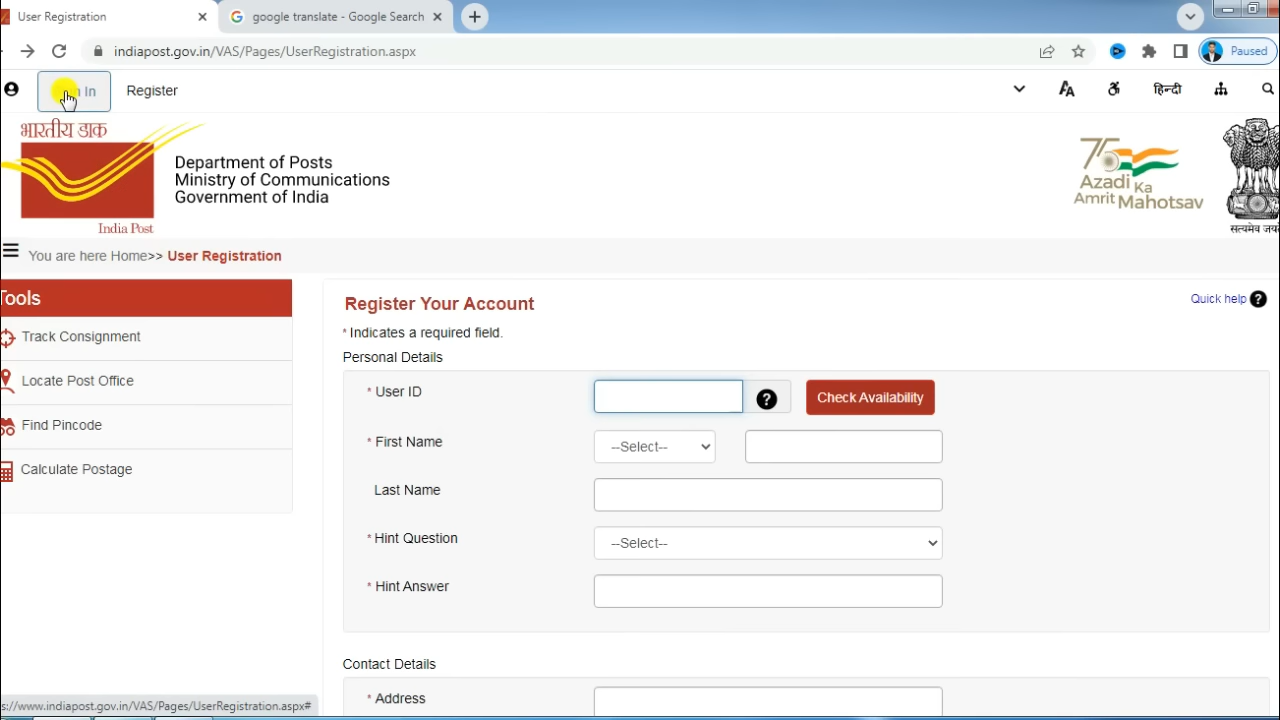 User Registration
google translate - Google Search
indiapost.gov.in/VAS/Pages/UserRegistration.aspx
Paused
In
Register
हिन्दी
भारतीय डाक
India Post
Department of Posts
Ministry of Communications
Government of India
75
Azadi Ka
Amrit Mahotsav
You are here Home>> User Registration
Tools
Track Consignment
Locate Post Office
Find Pincode
Calculate Postage
Register Your Account
Quick help ?
* Indicates a required field.
Personal Details
* User ID
?
Check Availability
* First Name
--Select--
Last Name
* Hint Question
--Select--
* Hint Answer
Contact Details
* Address
s://www.indiapost.gov.in/VAS/Pages/UserRegistration.aspx#